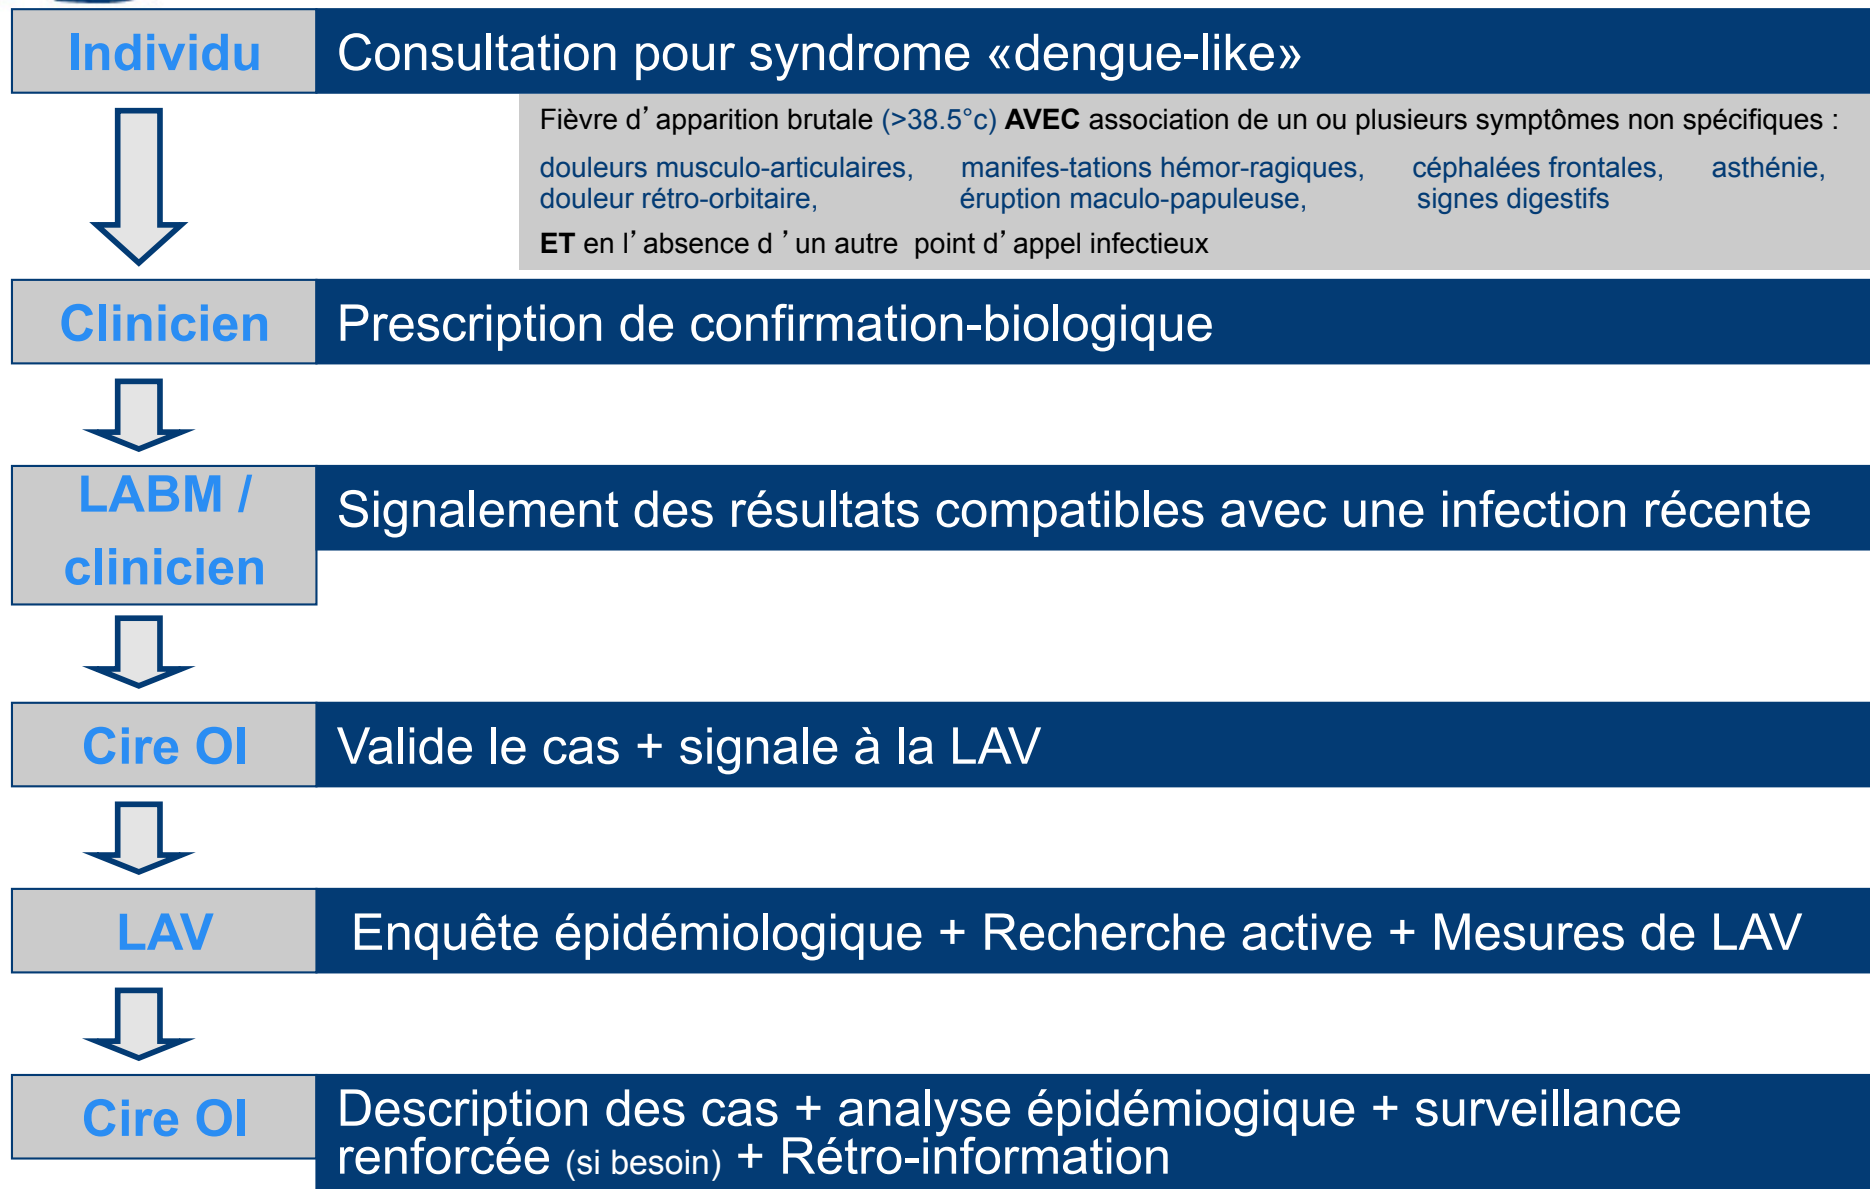 Individu
Consultation pour syndrome «dengue-like»
Fièvre d’apparition brutale (>38.5°c) AVEC association de un ou plusieurs symptômes non spécifiques :
douleurs musculo-articulaires, manifes-tations hémor-ragiques, céphalées frontales, asthénie,
douleur rétro-orbitaire, éruption maculo-papuleuse, signes digestifs
ET en l’absence d ’un autre point d’appel infectieux
Clinicien
Prescription de confirmation-biologique
LABM /
clinicien
Signalement des résultats compatibles avec une infection récente
Cire OI
Valide le cas + signale à la LAV
LAV
Enquête épidémiologique + Recherche active + Mesures de LAV
Cire OI
Description des cas + analyse épidémiogique + surveillance
renforcée (si besoin) + Rétro-information